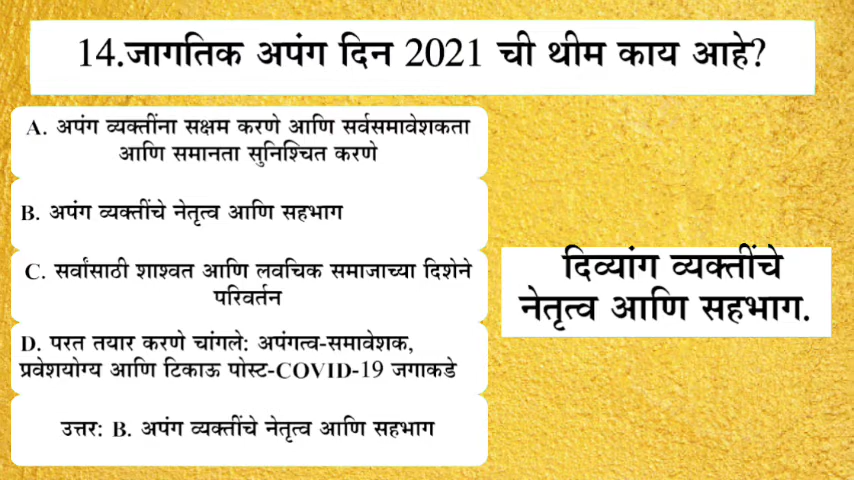 14.जागतिक अपंग दिन 2021 ची थीम काय आहे?
A. अपंग व्यक्तींना सक्षम करणे आणि सर्वसमावेशकता
आणि समानता सुनिश्चित करणे
B. अपंग व्यक्तींचे नेतृत्व आणि सहभाग
C. सर्वांसाठी शाश्वत आणि लवचिक समाजाच्या दिशेने
परिवर्तन
D. परत तयार करणे चांगले: अपंगत्व-समावेशक,
प्रवेशयोग्य आणि टिकाऊ पोस्ट-COVID-19 जगाकडे
उत्तर: B. अपंग व्यक्तींचे नेतृत्व आणि सहभाग
दिव्यांग व्यक्तींचे
नेतृत्व आणि सहभाग.